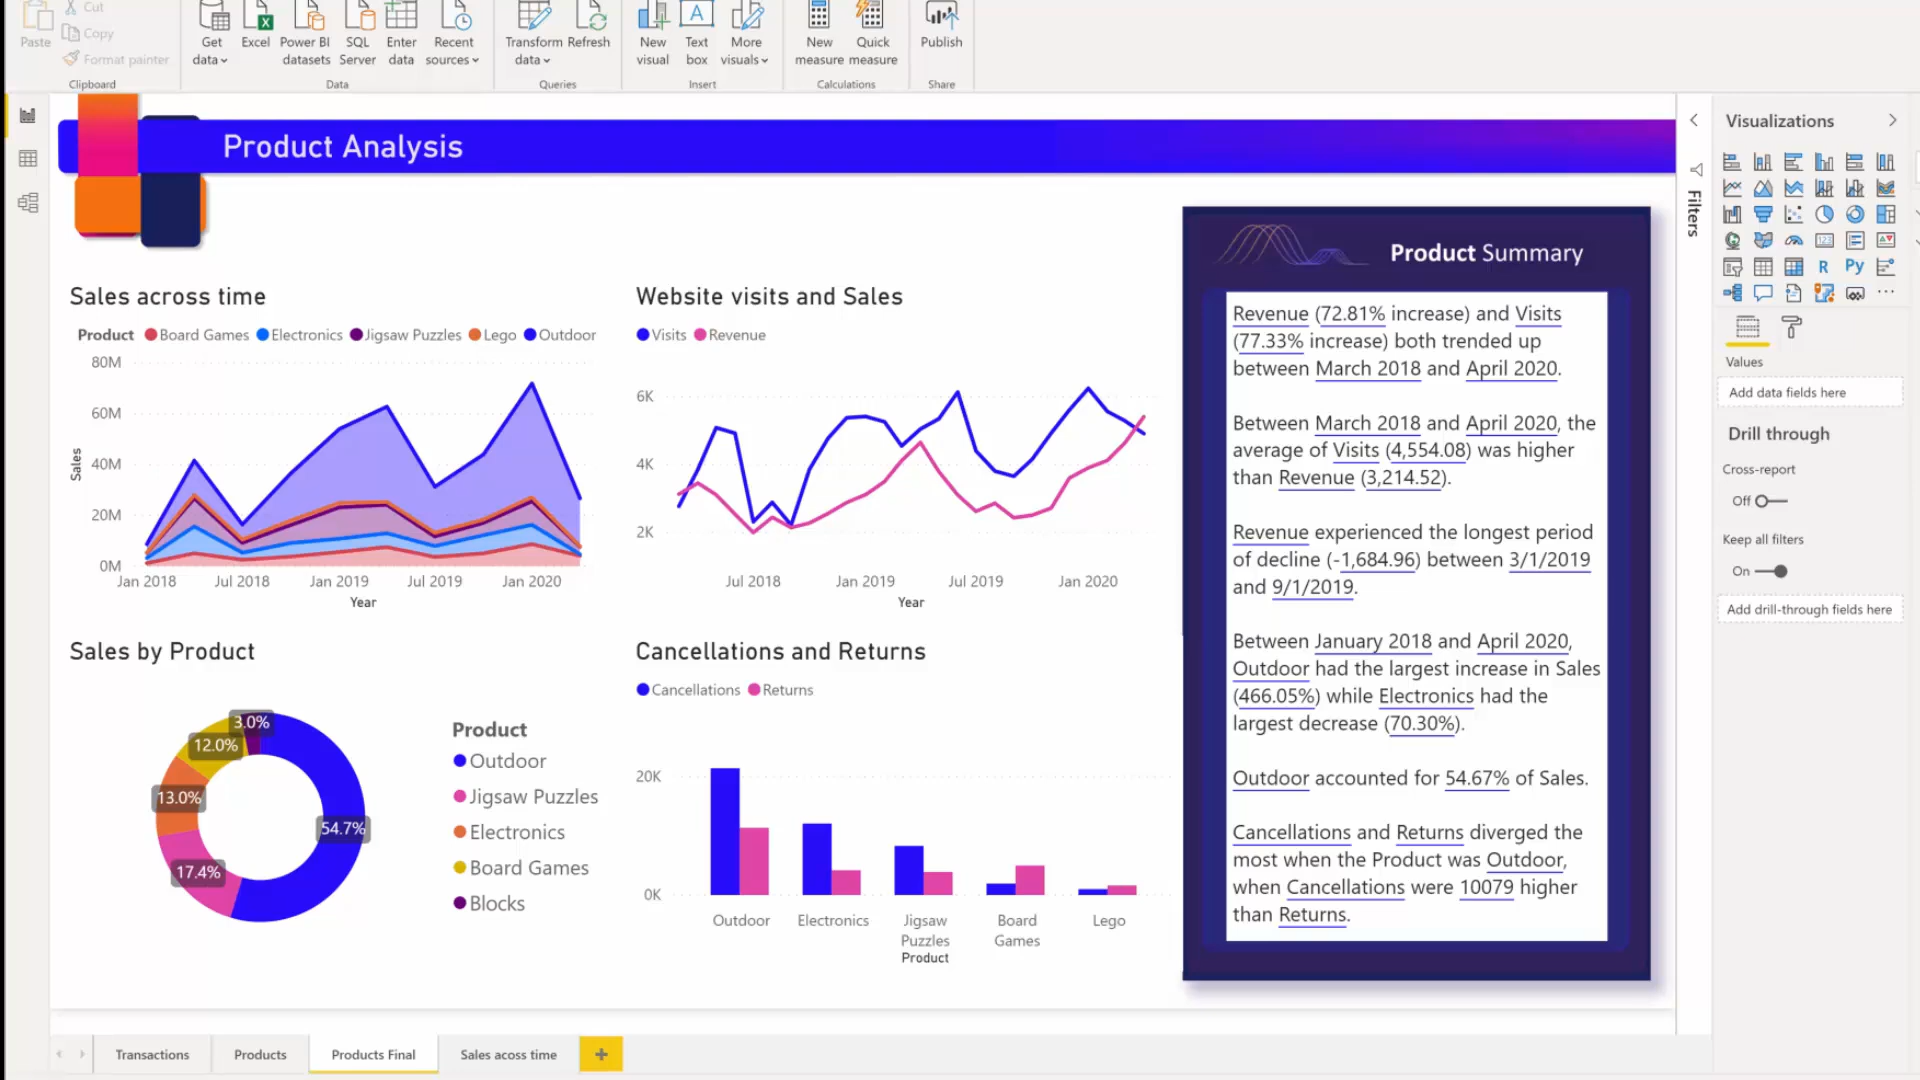 Paste
Cut
Copy
Format painter
Clipboard
Get data
Excel
Power BI datasets
SQL Server
Enter data
Recent sources
Data
Transform data
Refresh
Queries
New visual
Text box
More visuals
Insert
New measure
Quick measure
Calculations
Publish
Share
Product Analysis
Sales across time
Product Board Games Electronics Jigsaw Puzzles Lego Outdoor
80M
60M
40M
20M
0M
Sales
Jan 2018 Jul 2018 Jan 2019 Jul 2019 Jan 2020
Year
Website visits and Sales
Visits Revenue
6K
4K
2K
Jul 2018 Jan 2019 Jul 2019 Jan 2020
Year
Sales by Product
3.0%
12.0%
13.0%
54.7%
17.4%
Product
Outdoor
Jigsaw Puzzles
Electronics
Board Games
Blocks
Cancellations and Returns
Cancellations Returns
20K
0K
Outdoor
Electronics
Jigsaw Puzzles
Board Games
Lego
Product
Product Summary
Revenue (72.81% increase) and Visits
(77.33% increase) both trended up
between March 2018 and April 2020.
Between March 2018 and April 2020, the
average of Visits (4,554.08) was higher
than Revenue (3,214.52).
Revenue experienced the longest period
of decline (-1,684.96) between 3/1/2019
and 9/1/2019.
Between January 2018 and April 2020,
Outdoor had the largest increase in Sales
(466.05%) while Electronics had the
largest decrease (70.30%).
Outdoor accounted for 54.67% of Sales.
Cancellations and Returns diverged the
most when the Product was Outdoor,
when Cancellations were 10079 higher
than Returns.
Filters
Visualizations
R
Py
Values
Add data fields here
Drill through
Cross-report
Off
Keep all filters
On
Add drill-through fields here
Transactions
Products
Products Final
Sales acoss time
+